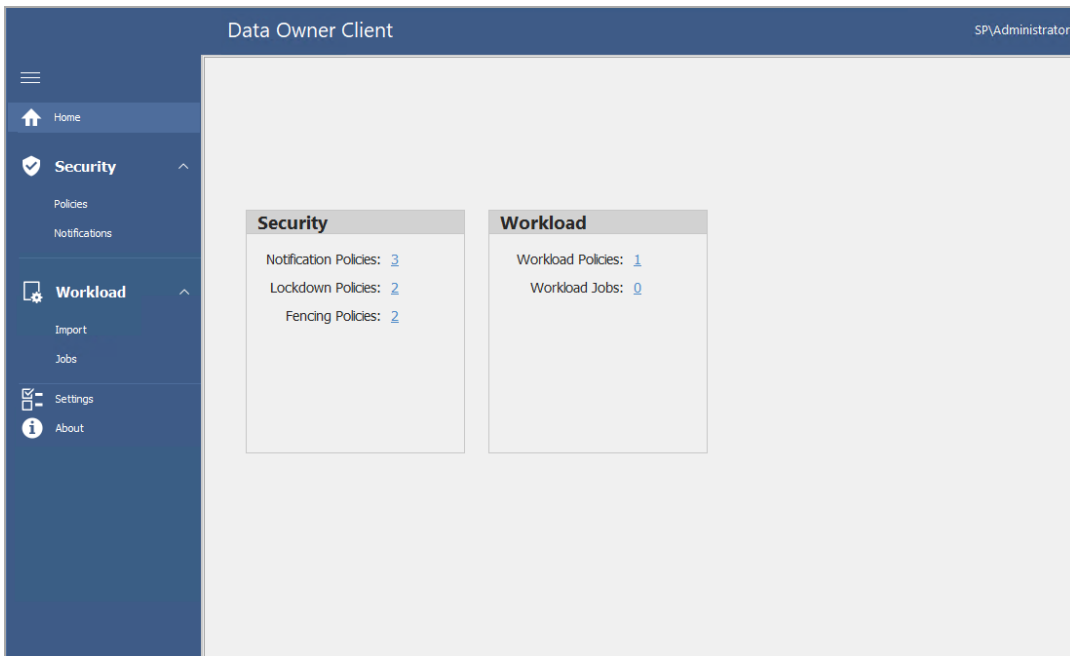 Data Owner Client
SP\Administrator
Home
Security
Policies
Notifications
Workload
Import
Jobs
Settings
About
Security
Notification Policies: 3
Lockdown Policies: 2
Fencing Policies: 2
Workload
Workload Policies: 1
Workload Jobs: 0